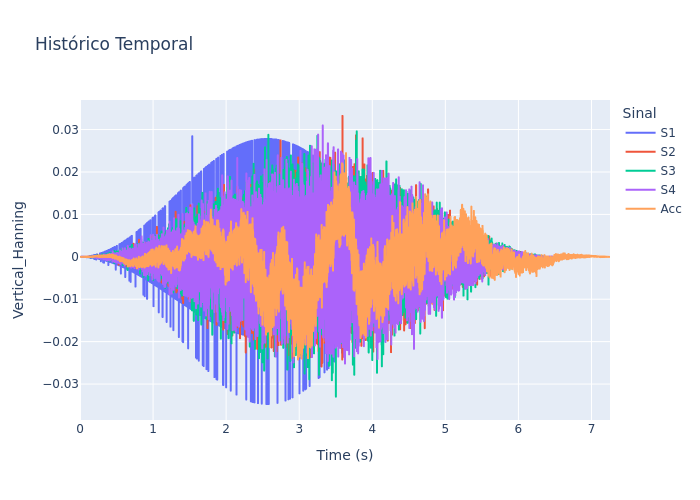 Histórico Temporal
Vertical_Hanning
0.03
0.02
0.01
0
−0.01
−0.02
−0.03
0 1 2 3 4 5 6 7
Time (s)
Sinal
S1
S2
S3
S4
Acc